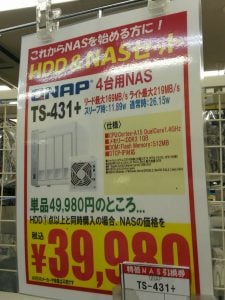 これからNASを始める方に!
HDD&NASセット
QNAP 4台用NAS
TS-431+
リード最大169MB/s ライト最大219MB/s
スリープ時:11.89w 通常時:26.15w
<仕様>
■CPU:Cortex-A15 DualCore1.4GHz
■メモリー:DDR3 1GB
■DOM(Flash Memory):512MB
単品49,980円のところ...
HDD1点以上と同時購入の場合、NASの価格を
税込
¥39,980
特価NAS引換券
TS-431+